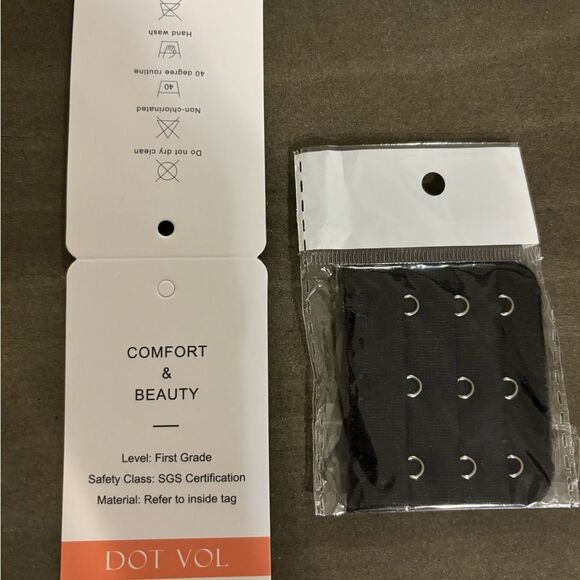 Do not dry clean
Non-chlorinated
40
40 degree routine
Hand wash
COMFORT
&
BEAUTY
Level: First Grade
Safety Class: SGS Certification
Material: Refer to inside tag
DOT VOL